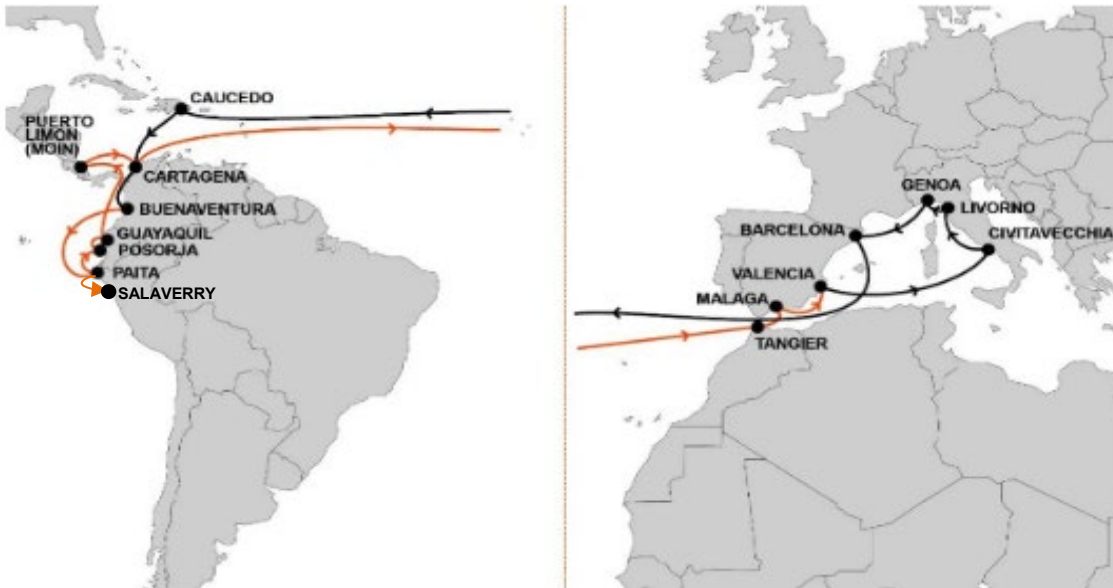 CAUCEDO
PUERTO
LIMON
(MOIN)
CARTAGENA
BUENAVENTURA
GUAYAQUIL
POSORJA
PAITA
SALAVERRY
GENOA
LIVORNO
BARCELONA
CIVITAVECCHIA
VALENCIA
MALAGA
TANGIER